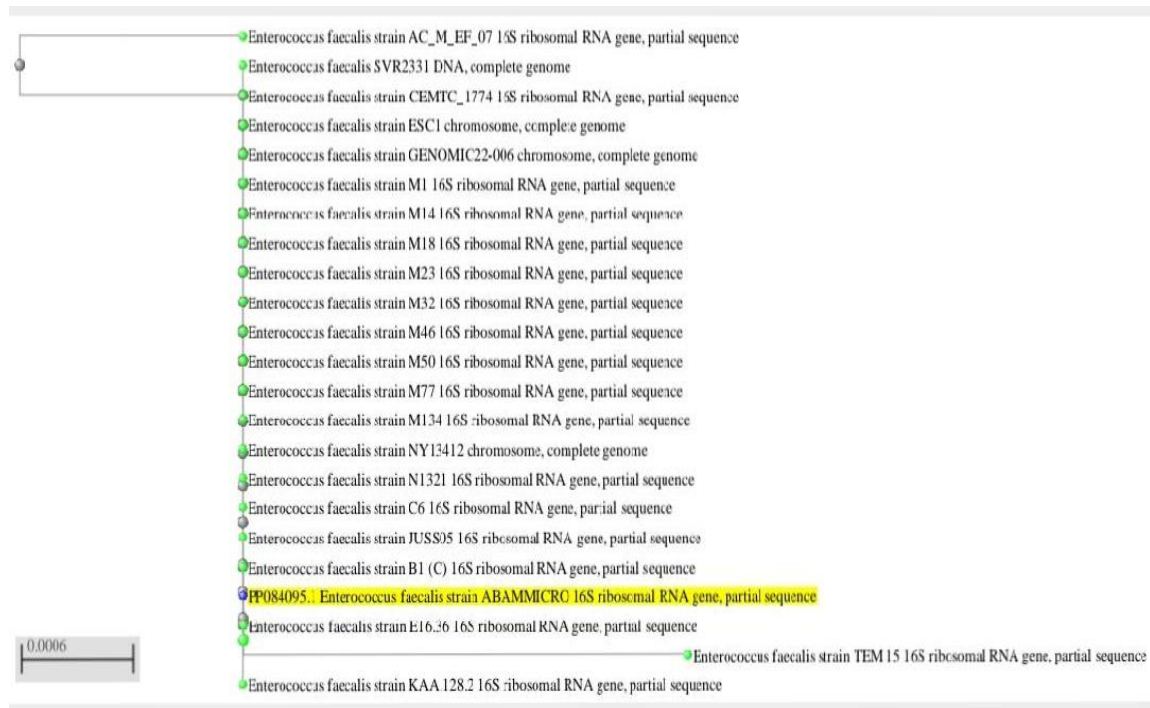 Enterococcus faecalis strain AC_M_EF_07 16S ribosomal RNA gene, partial sequence
Enterococcus faecalis SVR2331 DNA, complete genome
Enterococcus faecalis strain CEMTC_1774 16S ribosomal RNA gene, partial sequence
Enterococcus faecalis strain ESC1 chromosome, complete genome
Enterococcus faecalis strain GENOMIC22-006 chromosome, complete genome
Enterococcus faecalis strain M1 16S ribosomal RNA gene, partial sequence
Enterococcus faecalis strain M14 16S ribosomal RNA gene, partial sequence
Enterococcus faecalis strain M18 16S ribosomal RNA gene, partial sequence
Enterococcus faecalis strain M23 16S ribosomal RNA gene, partial sequence
Enterococcus faecalis strain M32 16S ribosomal RNA gene, partial sequence
Enterococcus faecalis strain M46 16S ribosomal RNA gene, partial sequence
Enterococcus faecalis strain M50 16S ribosomal RNA gene, partial sequence
Enterococcus faecalis strain M77 16S ribosomal RNA gene, partial sequence
Enterococcus faecalis strain M134 16S ribosomal RNA gene, partial sequence
Enterococcus faecalis strain NY13412 chromosome, complete genome
Enterococcus faecalis strain N1321 16S ribosomal RNA gene, partial sequence
Enterococcus faecalis strain C6 16S ribosomal RNA gene, partial sequence
Enterococcus faecalis strain JUSS05 16S ribosomal RNA gene, partial sequence
Enterococcus faecalis strain B1 (C) 16S ribosomal RNA gene, partial sequence
PP084095.1 Enterococcus faecalis strain ABAMMICRO 16S ribosomal RNA gene, partial sequence
Enterococcus faecalis strain E16.36 16S ribosomal RNA gene, partial sequence
0.0006
Enterococcus faecalis strain TEM 15 16S ribosomal RNA gene, partial sequence
Enterococcus faecalis strain KAA 128.2 16S ribosomal RNA gene, partial sequence